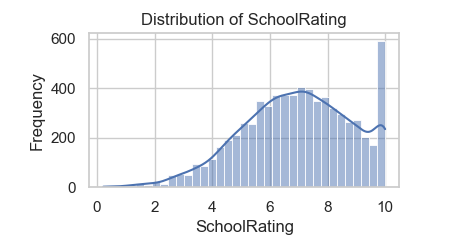 Distribution of SchoolRating
600
400
200
0
Frequency
0 2 4 6 8 10
SchoolRating